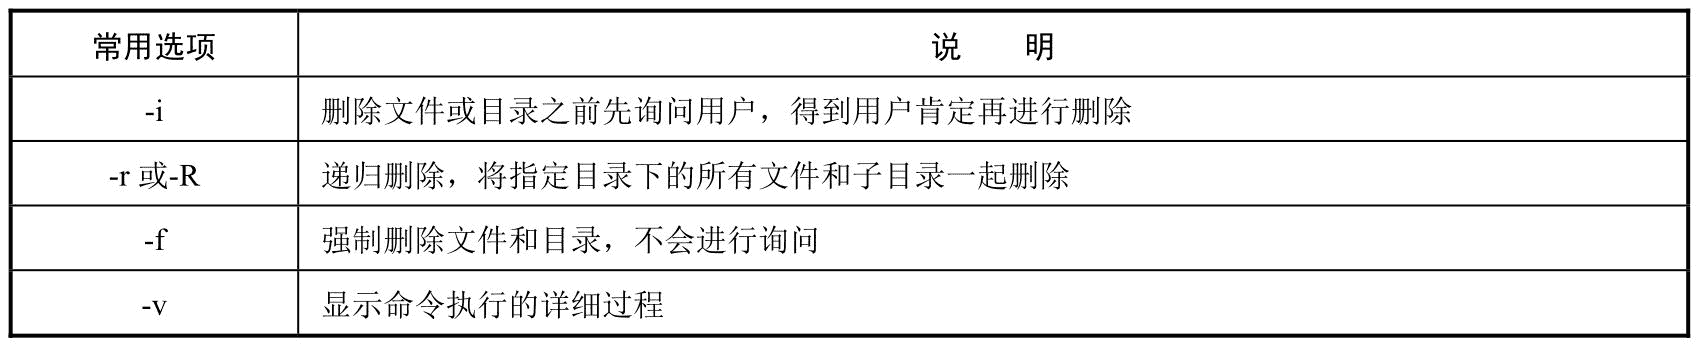 常用选项 说 明
-i 删除文件或目录之前先询问用户，得到用户肯定再进行删除
-r 或-R 递归删除，将指定目录下的所有文件和子目录一起删除
-f 强制删除文件和目录，不会进行询问
-v 显示命令执行的详细过程